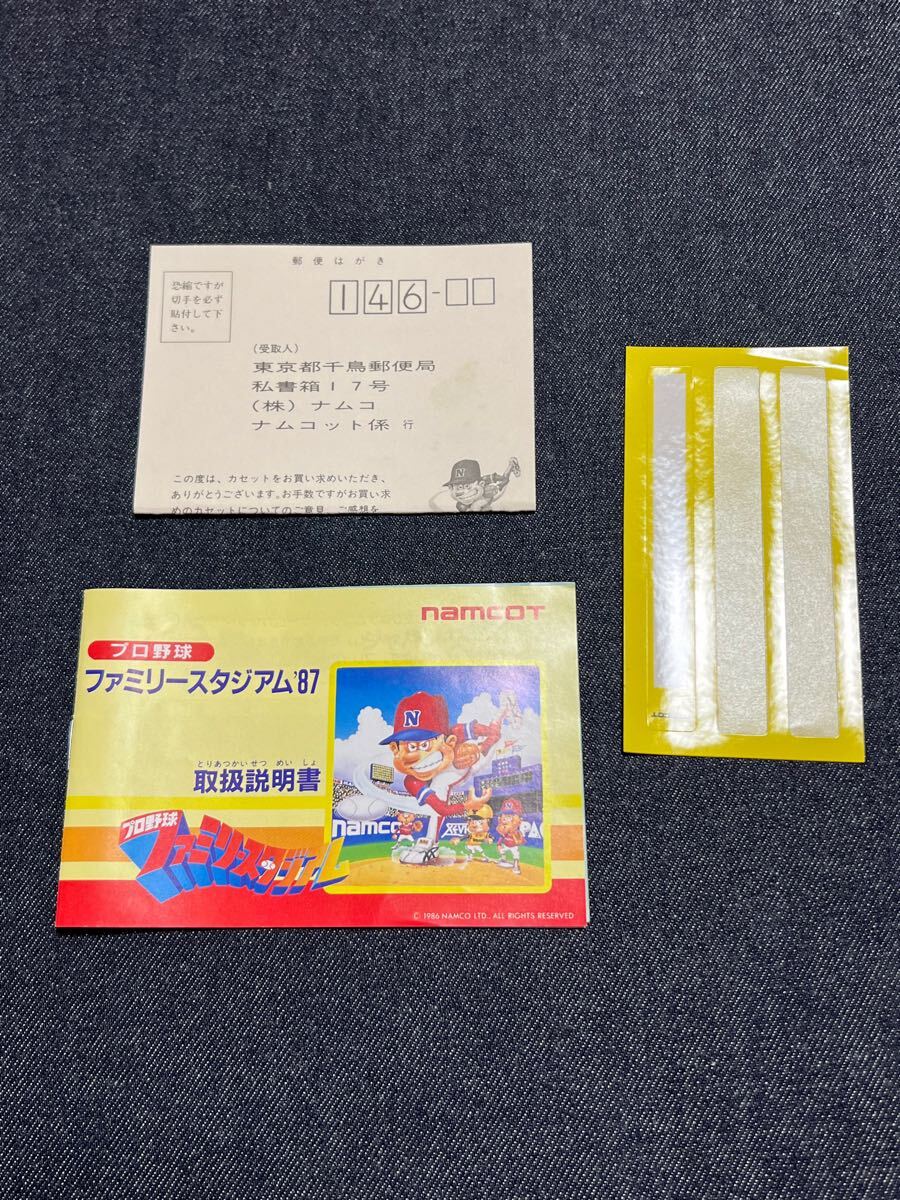 郵便はがき
恐縮ですが
切手を必ず
貼付して下
さい。
146-
(受取人)
東京都千鳥郵便局
私書箱17号
(株)ナムコ
ナムコット係 行
この度は、カセットをお買い求めいただき、
ありがとうございます。お手数ですがお買い求
めのカセットについてのご意見、ご感想を
N
namcoT
プロ野球
ファミリースタジアム'87
とりあつかいせつめいしょ
取扱説明書
プロ野球
ファミリースタジアム
N
namco
© 1986 NAMCO LTD., ALL RIGHTS RESERVED